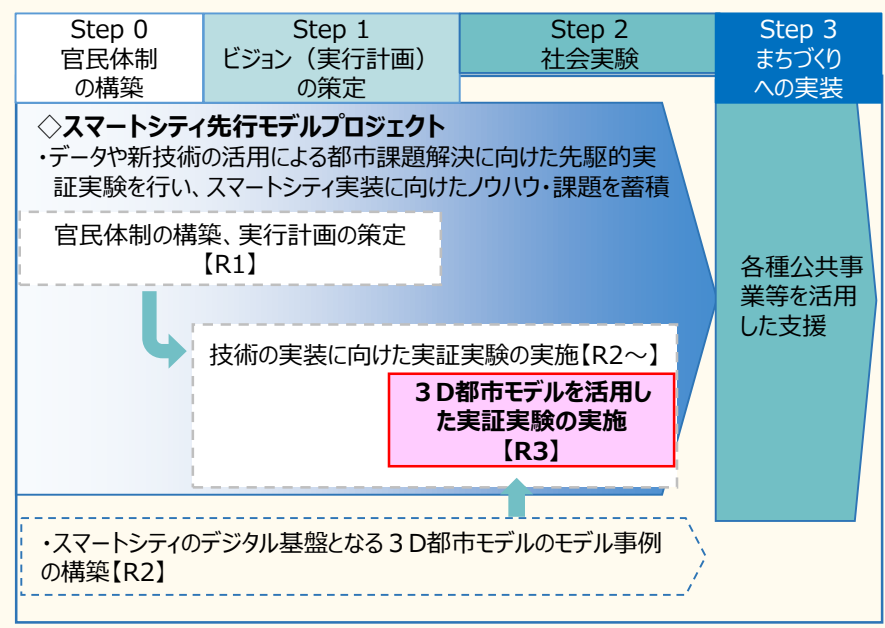 Step 0
官民体制
の構築
Step 1
ビジョン（実行計画）
の策定
Step 2
社会実験
Step 3
まちづくり
への実装
◇スマートシティ先行モデルプロジェクト
・データや新技術の活用による都市課題解決に向けた先駆的実
証実験を行い、スマートシティ実装に向けたノウハウ・課題を蓄積
官民体制の構築、実行計画の策定
【R1】
技術の実装に向けた実証実験の実施【R2～】
３D都市モデルを活用し
た実証実験の実施
【R3】
各種公共事
業等を活用
した支援
・スマートシティのデジタル基盤となる３D都市モデルのモデル事例
の構築【R2】